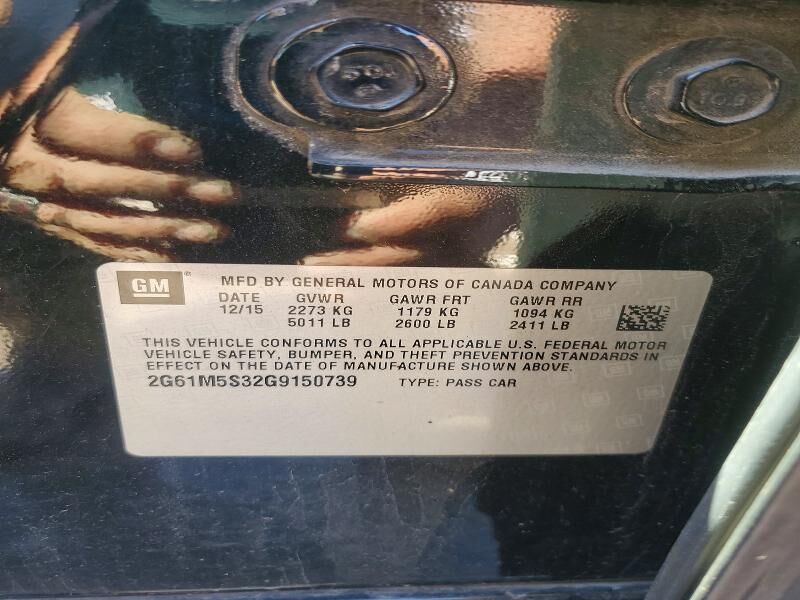 10.9
GM ®
MFD BY GENERAL MOTORS OF CANADA COMPANY
DATE GVWR GAWR FRT GAWR RR
12/15 2273 KG 1179 KG 1094 KG
5011 LB 2600 LB 2411 LB
THIS VEHICLE CONFORMS TO ALL APPLICABLE U.S. FEDERAL MOTOR
VEHICLE SAFETY, BUMPER, AND THEFT PREVENTION STANDARDS IN
EFFECT ON THE DATE OF MANUFACTURE SHOWN ABOVE.
2G61M5S32G9150739 TYPE: PASS CAR